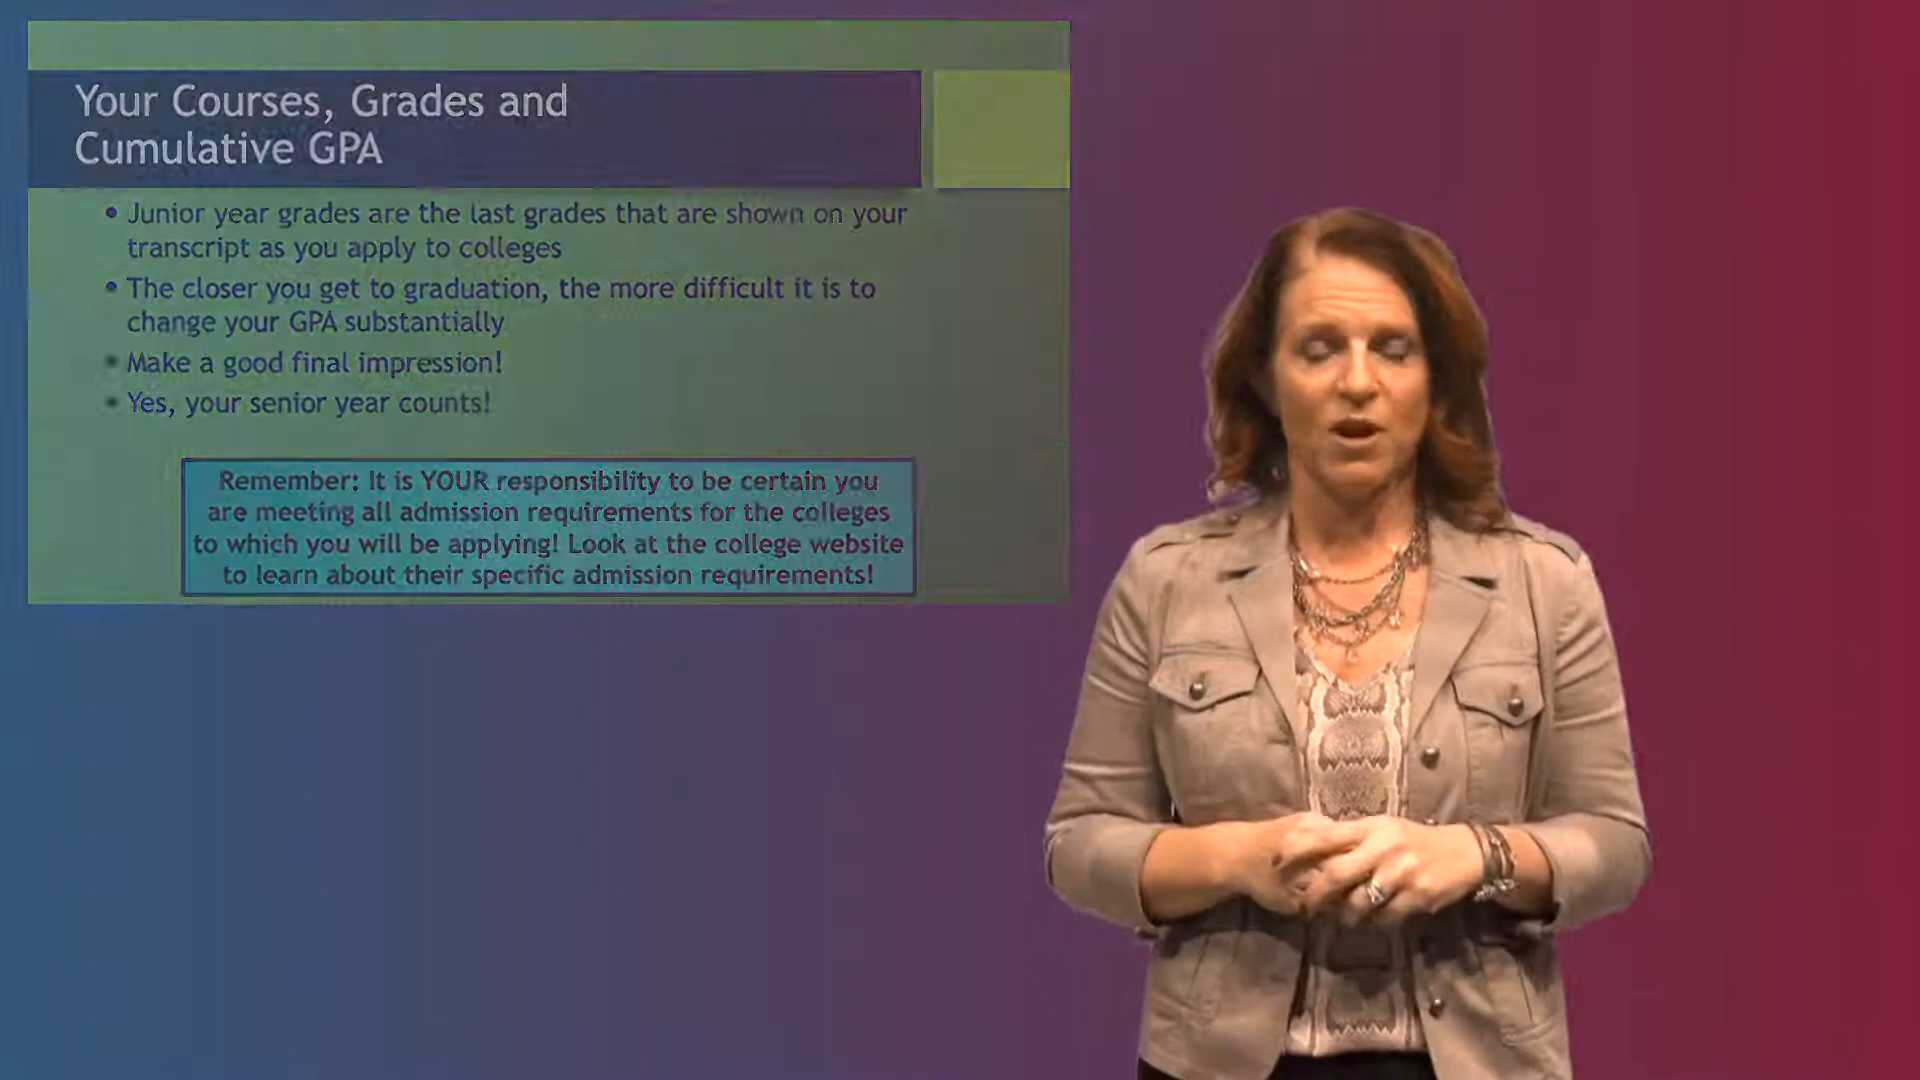 Your Courses, Grades and
Cumulative GPA
• Junior year grades are the last grades that are shown on your
transcript as you apply to colleges
• The closer you get to graduation, the more difficult it is to
change your GPA substantially
• Make a good final impression!
• Yes, your senior year counts!
Remember: It is YOUR responsibility to be certain you
are meeting all admission requirements for the colleges
to which you will be applying! Look at the college website
to learn about their specific admission requirements!